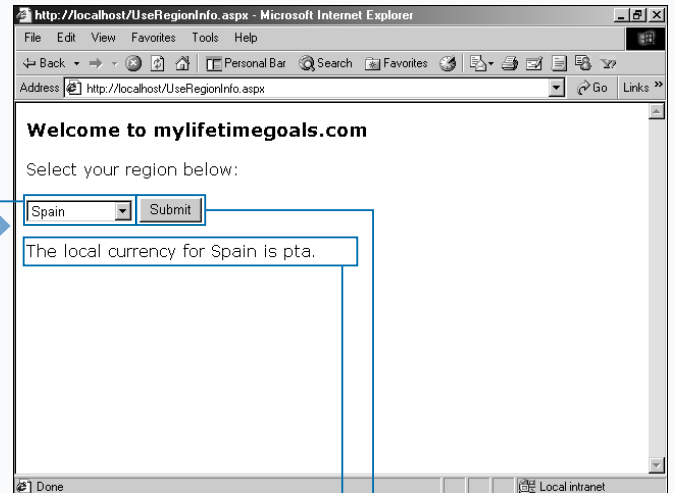 http://localhost/UseRegionInfo.aspx - Microsoft Internet Explorer
File Edit View Favorites Tools Help
Back Personal Bar Search Favorites
Address http://localhost/UseRegionInfo.aspx Go Links »
Welcome to mylifetimegoals.com
Select your region below:
Spain Submit
The local currency for Spain is pta.
Done Local intranet